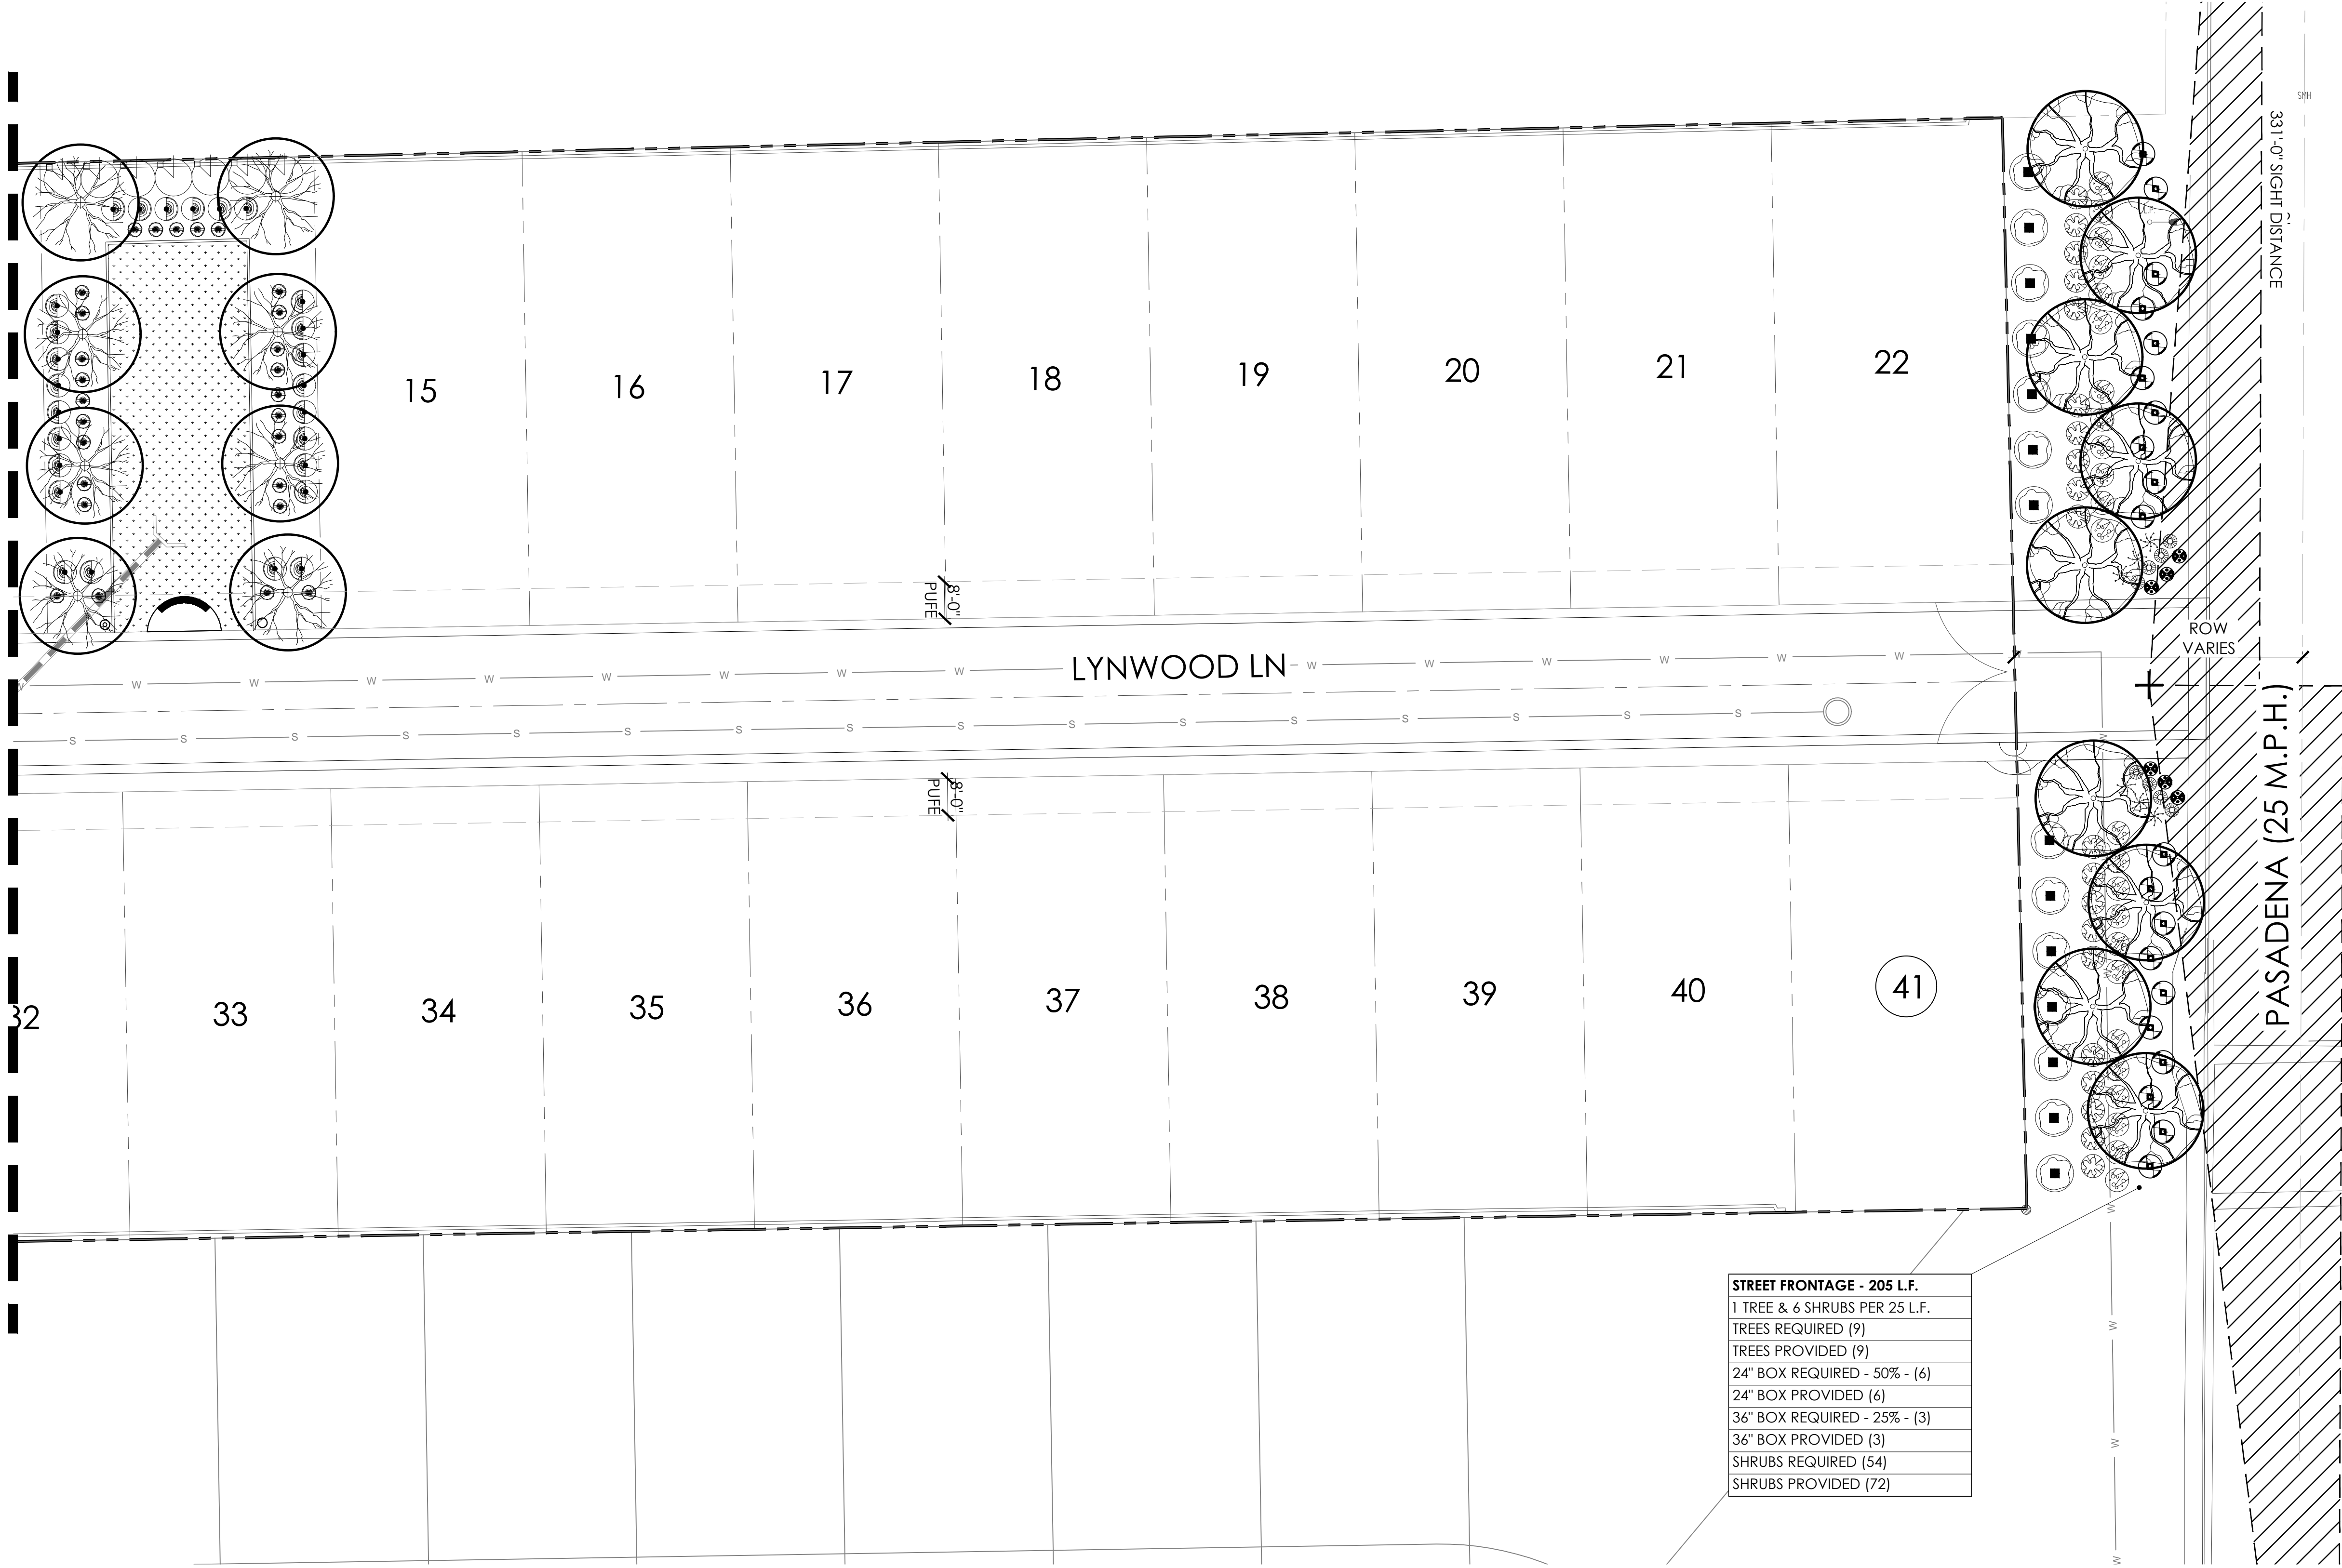 SMH
331'-0" SIGHT DISTANCE
15
16
17
18
19
20
21
22
8'-0"
PUFE
ROW
VARIES
W W W W W W W W LYNWOOD LN W W W W W W
S S S S S S S S S S S S S S S S
PASADENA (25 M.P.H.)
8'-0"
PUFE
W
32
33
34
35
36
37
38
39
40
41
W
STREET FRONTAGE - 205 L.F.
1 TREE & 6 SHRUBS PER 25 L.F.
TREES REQUIRED (9)
TREES PROVIDED (9)
24" BOX REQUIRED - 50% - (6)
24" BOX PROVIDED (6)
36" BOX REQUIRED - 25% - (3)
36" BOX PROVIDED (3)
SHRUBS REQUIRED (54)
SHRUBS PROVIDED (72)
W
W
W